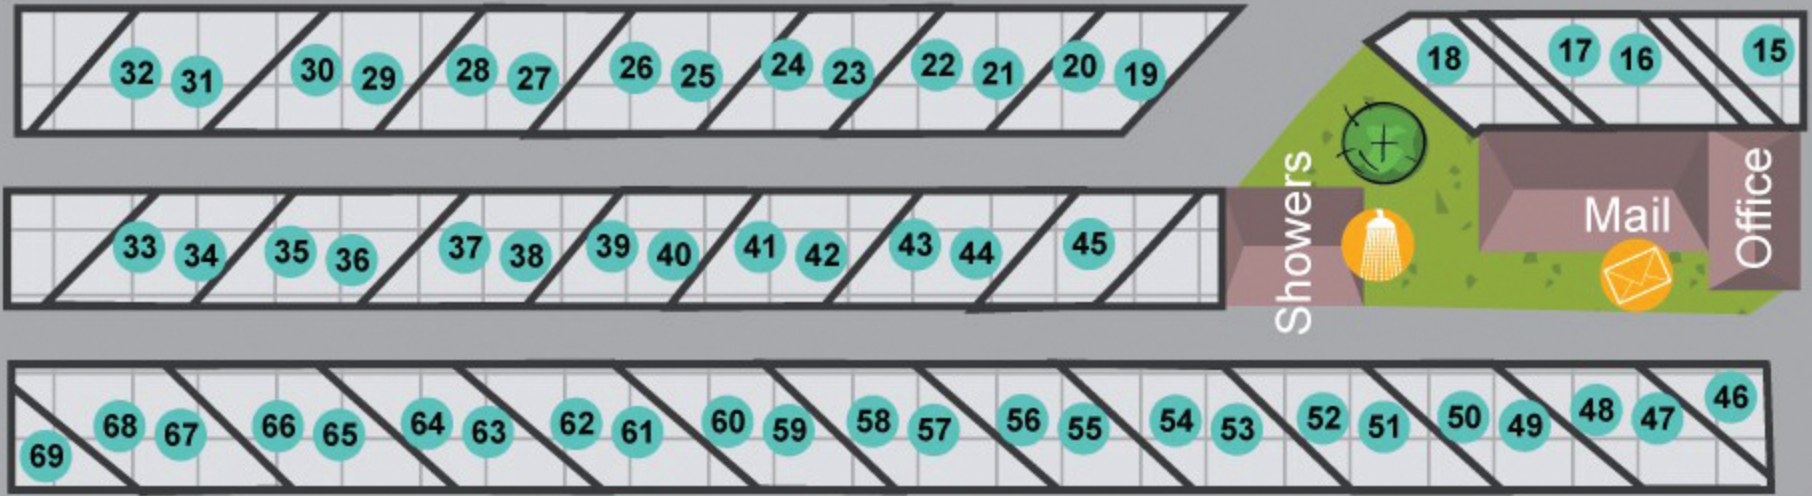 32 31 30 29 28 27 26 25 24 23 22 21 20 19
18 17 16 15
33 34 35 36 37 38 39 40 41 42 43 44 45
Showers
Mail
Office
69 68 67 66 65 64 63 62 61 60 59 58 57 56 55 54 53 52 51 50 49 48 47 46